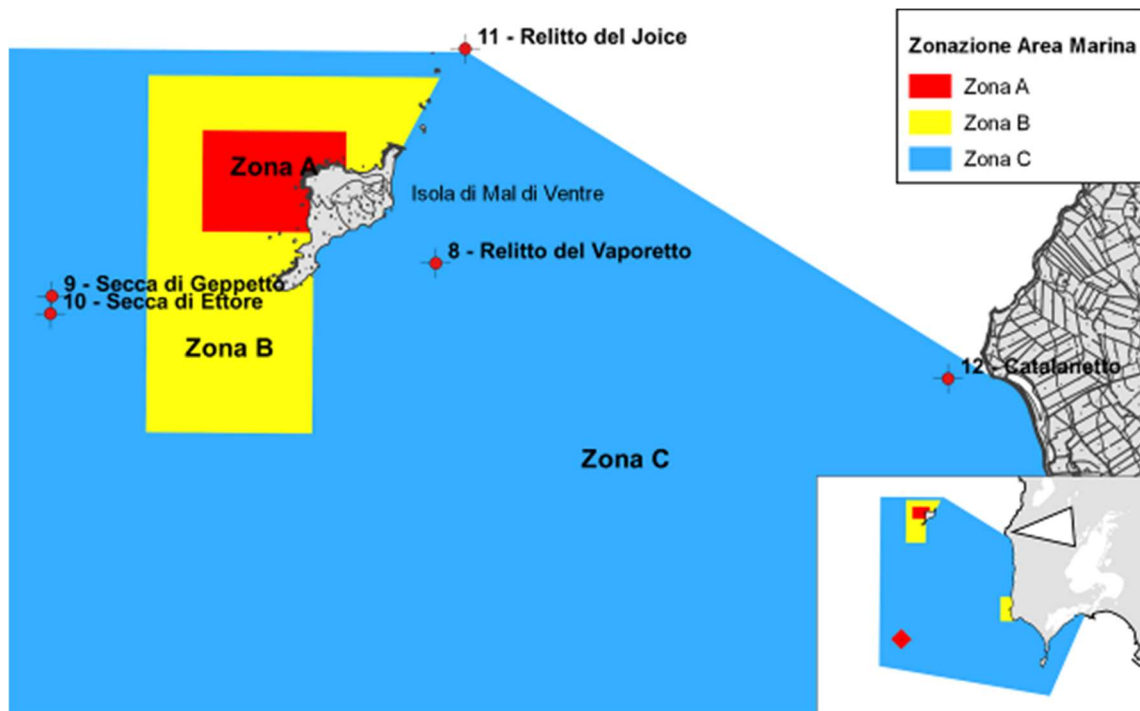 11 - Relitto del Joice
Zonazione Area Marina
Zona A
Zona B
Zona C
Zona A
Isola di Mal di Ventre
8 - Relitto del Vaporetto
9 - Secca di Geppetto
10 - Secca di Ettore
Zona B
12 - Catalanetto
Zona C